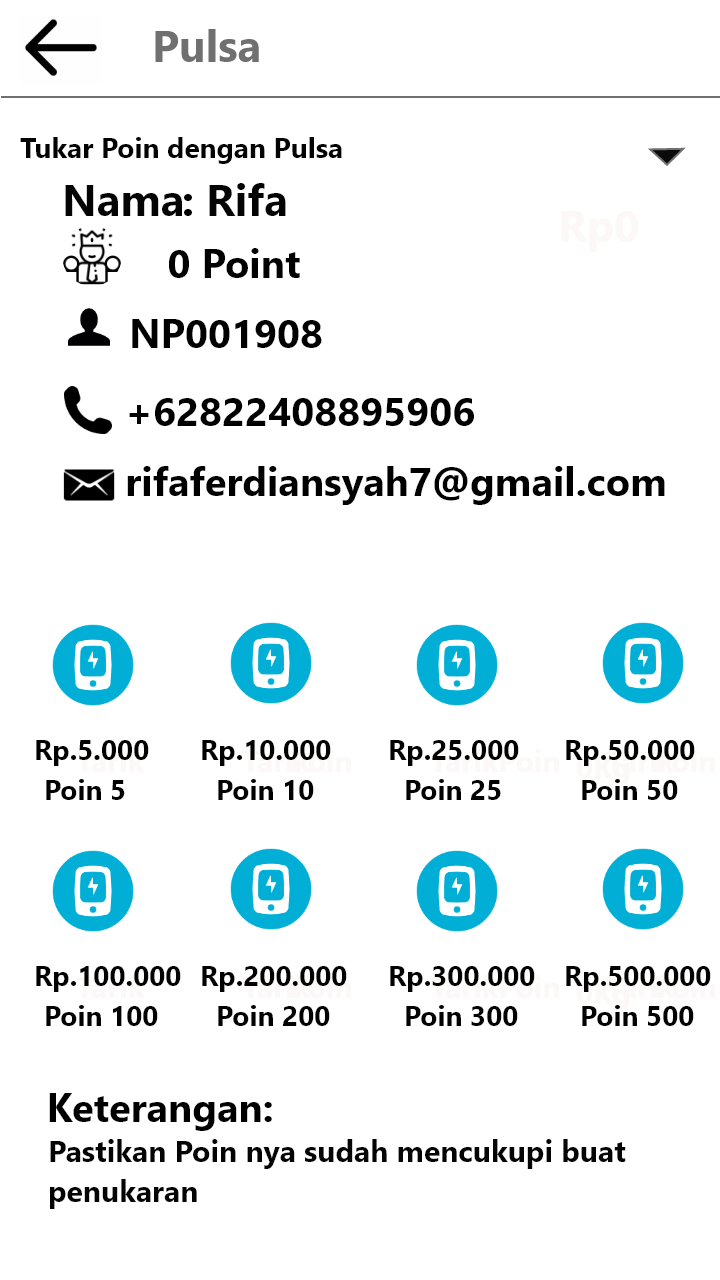 Pulsa
Tukar Poin dengan Pulsa
Nama: Rifa
Rp0
0 Point
NP001908
+62822408895906
rifaferdiansyah7@gmail.com
Rp.5.000 Rp.10.000 Rp.25.000 Rp.50.000
Poin 5 Poin 10 Poin 25 Poin 50
Rp.100.000 Rp.200.000 Rp.300.000 Rp.500.000
Poin 100 Poin 200 Poin 300 Poin 500
Keterangan:
Pastikan Poin nya sudah mencukupi buat
penukaran